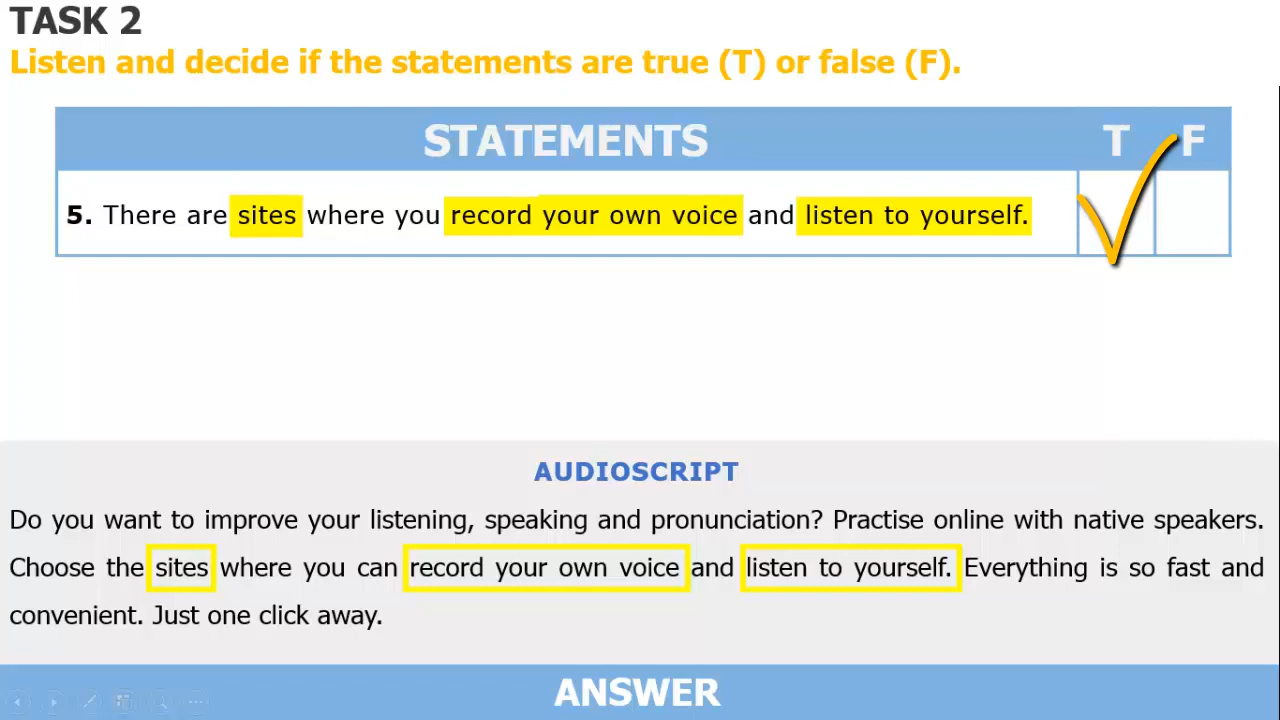 TASK 2
Listen and decide if the statements are true (T) or false (F).
STATEMENTS T F
5. There are sites where you record your own voice and listen to yourself.
AUDIOSCRIPT
Do you want to improve your listening, speaking and pronunciation? Practise online with native speakers.
Choose the sites where you can record your own voice and listen to yourself. Everything is so fast and
convenient. Just one click away.
ANSWER